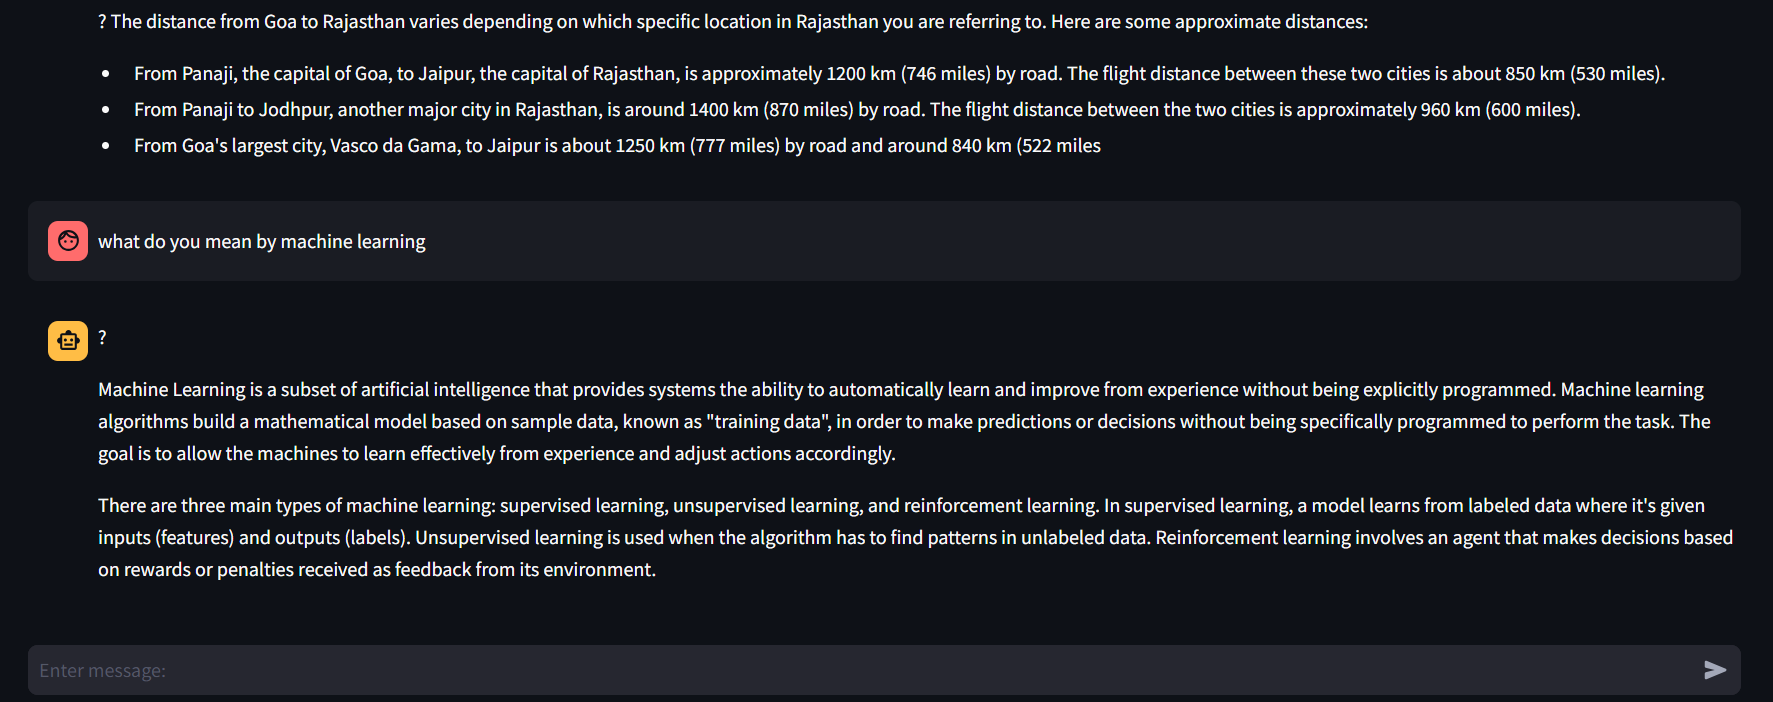 ? The distance from Goa to Rajasthan varies depending on which specific location in Rajasthan you are referring to. Here are some approximate distances:
• From Panaji, the capital of Goa, to Jaipur, the capital of Rajasthan, is approximately 1200 km (746 miles) by road. The flight distance between these two cities is about 850 km (530 miles).
• From Panaji to Jodhpur, another major city in Rajasthan, is around 1400 km (870 miles) by road. The flight distance between the two cities is approximately 960 km (600 miles).
• From Goa's largest city, Vasco da Gama, to Jaipur is about 1250 km (777 miles) by road and around 840 km (522 miles
what do you mean by machine learning
?
Machine Learning is a subset of artificial intelligence that provides systems the ability to automatically learn and improve from experience without being explicitly programmed. Machine learning
algorithms build a mathematical model based on sample data, known as "training data", in order to make predictions or decisions without being specifically programmed to perform the task. The
goal is to allow the machines to learn effectively from experience and adjust actions accordingly.
There are three main types of machine learning: supervised learning, unsupervised learning, and reinforcement learning. In supervised learning, a model learns from labeled data where it's given
inputs (features) and outputs (labels). Unsupervised learning is used when the algorithm has to find patterns in unlabeled data. Reinforcement learning involves an agent that makes decisions based
on rewards or penalties received as feedback from its environment.
Enter message: